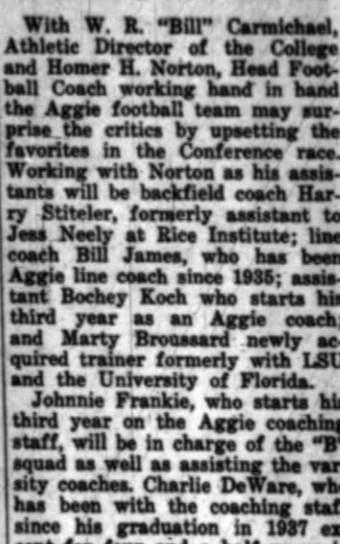 With W. R. "Bill" Carmichael,
Athletic Director of the College
and Homer H. Norton, Head Foot-
ball Coach working hand in hand
the Aggie football team may sur-
prise the critics by upsetting the
favorites in the Conference race.
Working with Norton as his assis-
tants will be backfield coach Har-
ry Stiteler, formerly assistant to
Jess Neely at Rice Institute; line
coach Bill James, who has been
Aggie line coach since 1935; assis-
tant Bochey Koch who starts his
third year as an Aggie coach;
and Marty Broussard newly ac-
quired trainer formerly with LSU
and the University of Florida.
Johnnie Frankie, who starts his
third year on the Aggie coaching
staff, will be in charge of the "B"
squad as well as assisting the var-
sity coaches. Charlie DeWare, who
has been with the coaching staf
since his graduation in 1937 ex